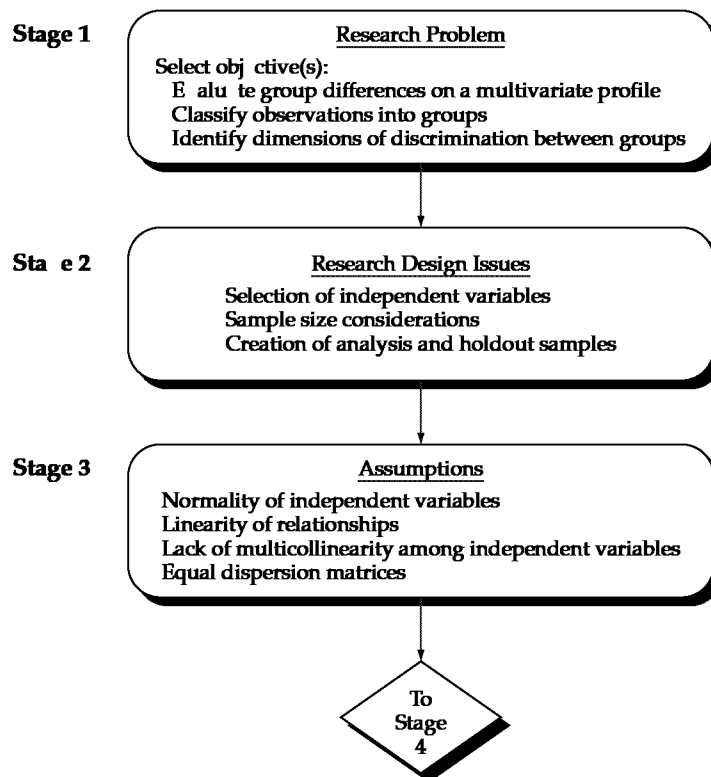 Stage 1
Research Problem
Select obj ctive(s):
E alu te group differences on a multivariate profile
Classify observations into groups
Identify dimensions of discrimination between groups
Sta e 2
Research Design Issues
Selection of independent variables
Sample size considerations
Creation of analysis and holdout samples
Stage 3
Assumptions
Normality of independent variables
Linearity of relationships
Lack of multicollinearity among independent variables
Equal dispersion matrices
To
Stage
4